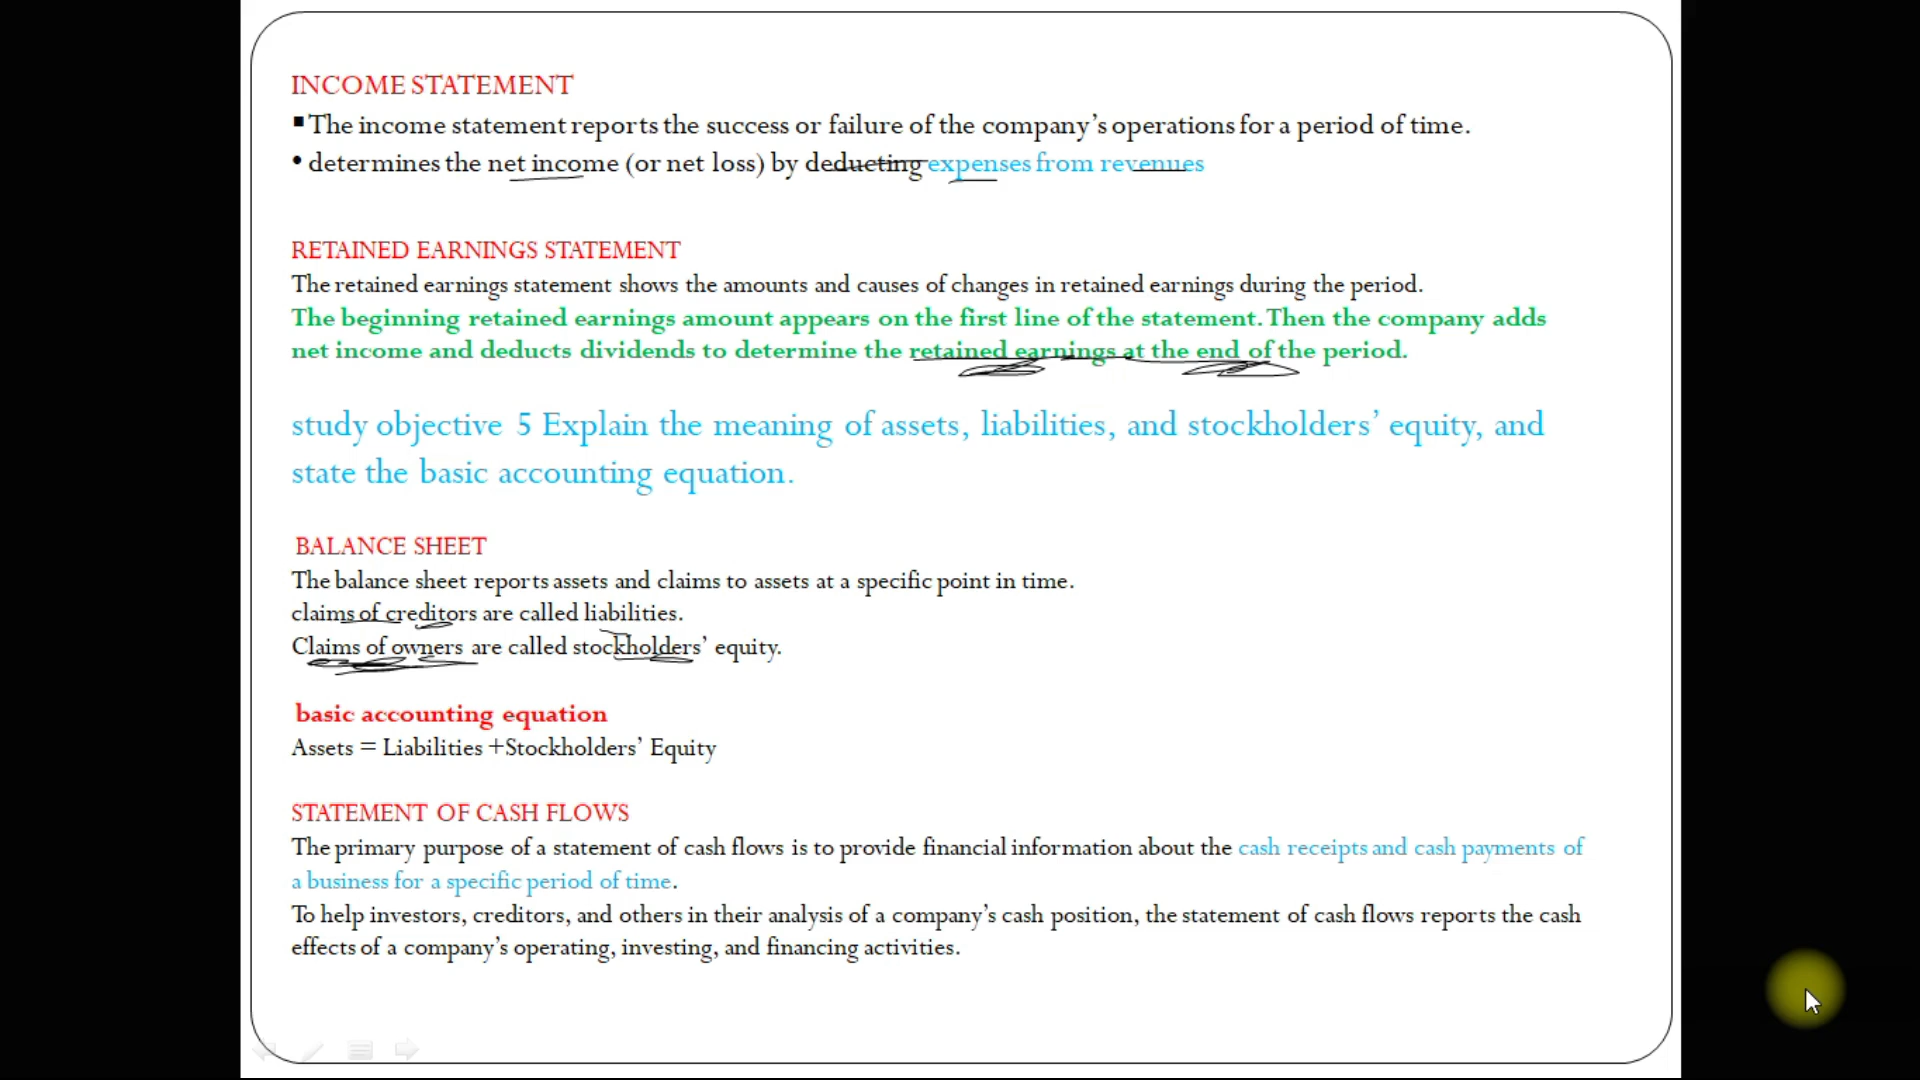 INCOME STATEMENT
▪ The income statement reports the success or failure of the company’s operations for a period of time.
• determines the net income (or net loss) by deducting expenses from revenues
RETAINED EARNINGS STATEMENT
The retained earnings statement shows the amounts and causes of changes in retained earnings during the period.
The beginning retained earnings amount appears on the first line of the statement. Then the company adds
net income and deducts dividends to determine the retained earnings at the end of the period.
study objective 5 Explain the meaning of assets, liabilities, and stockholders’ equity, and
state the basic accounting equation.
BALANCE SHEET
The balance sheet reports assets and claims to assets at a specific point in time.
claims of creditors are called liabilities.
Claims of owners are called stockholders’ equity.
basic accounting equation
Assets = Liabilities +Stockholders’ Equity
STATEMENT OF CASH FLOWS
The primary purpose of a statement of cash flows is to provide financial information about the cash receipts and cash payments of
a business for a specific period of time.
To help investors, creditors, and others in their analysis of a company’s cash position, the statement of cash flows reports the cash
effects of a company’s operating, investing, and financing activities.